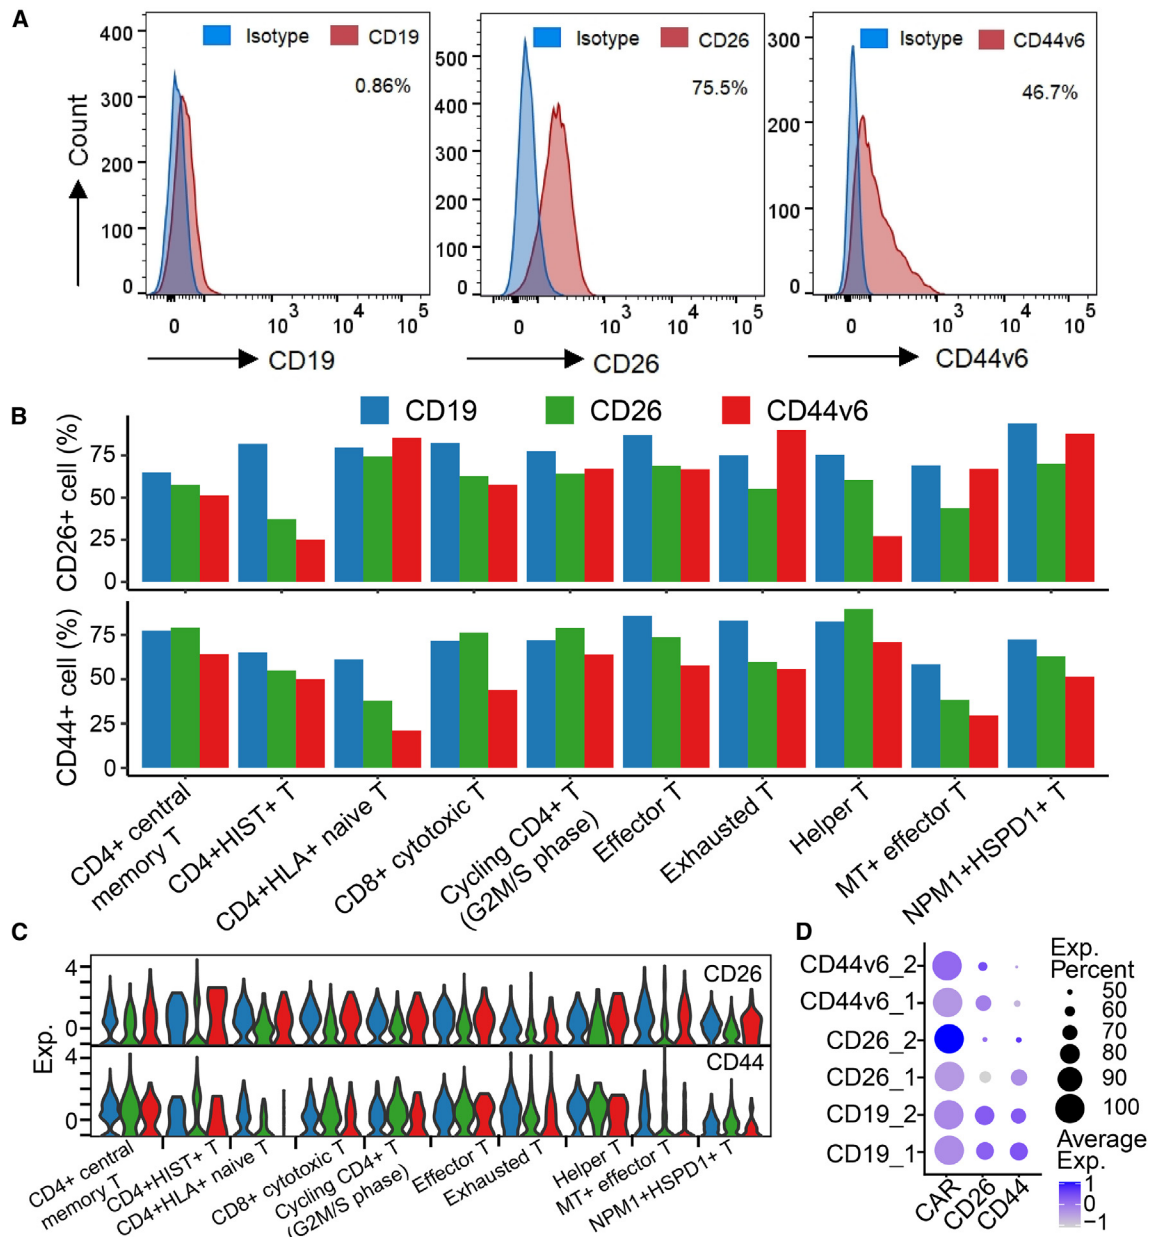 A
Isotype CD19
0.86%
400
300
200
100
0
Count
0 10^3 10^4 10^5
CD19
Isotype CD26
75.5%
500
400
300
200
100
0
0 10^3 10^4 10^5
CD26
Isotype CD44v6
46.7%
300
200
100
0
0 10^3 10^4 10^5
CD44v6
B
CD19 CD26 CD44v6
CD26+ cell (%)
75
50
25
0
CD44+ cell (%)
75
50
25
0
CD4+ central
memory T
CD4+HIST+ T
CD4+HLA+ naive T
CD8+ cytotoxic T
Cycling CD4+ T
(G2M/S phase)
Effector T
Exhausted T
Helper T
MT+ effector T
NPM1+HSPD1+ T
C
Exp.
4
0
CD26
4
0
CD44
CD4+ central
memory T
CD4+HIST+ T
CD4+HLA+ naive T
CD8+ cytotoxic T
Cycling CD4+ T
(G2M/S phase)
Effector T
Exhausted T
Helper T
MT+ effector T
NPM1+HSPD1+ T
D
CD44v6_2
CD44v6_1
CD26_2
CD26_1
CD19_2
CD19_1
CAR
CD26
CD44
Exp.
Percent
50
60
70
80
90
100
Average
Exp.
1
0
−1